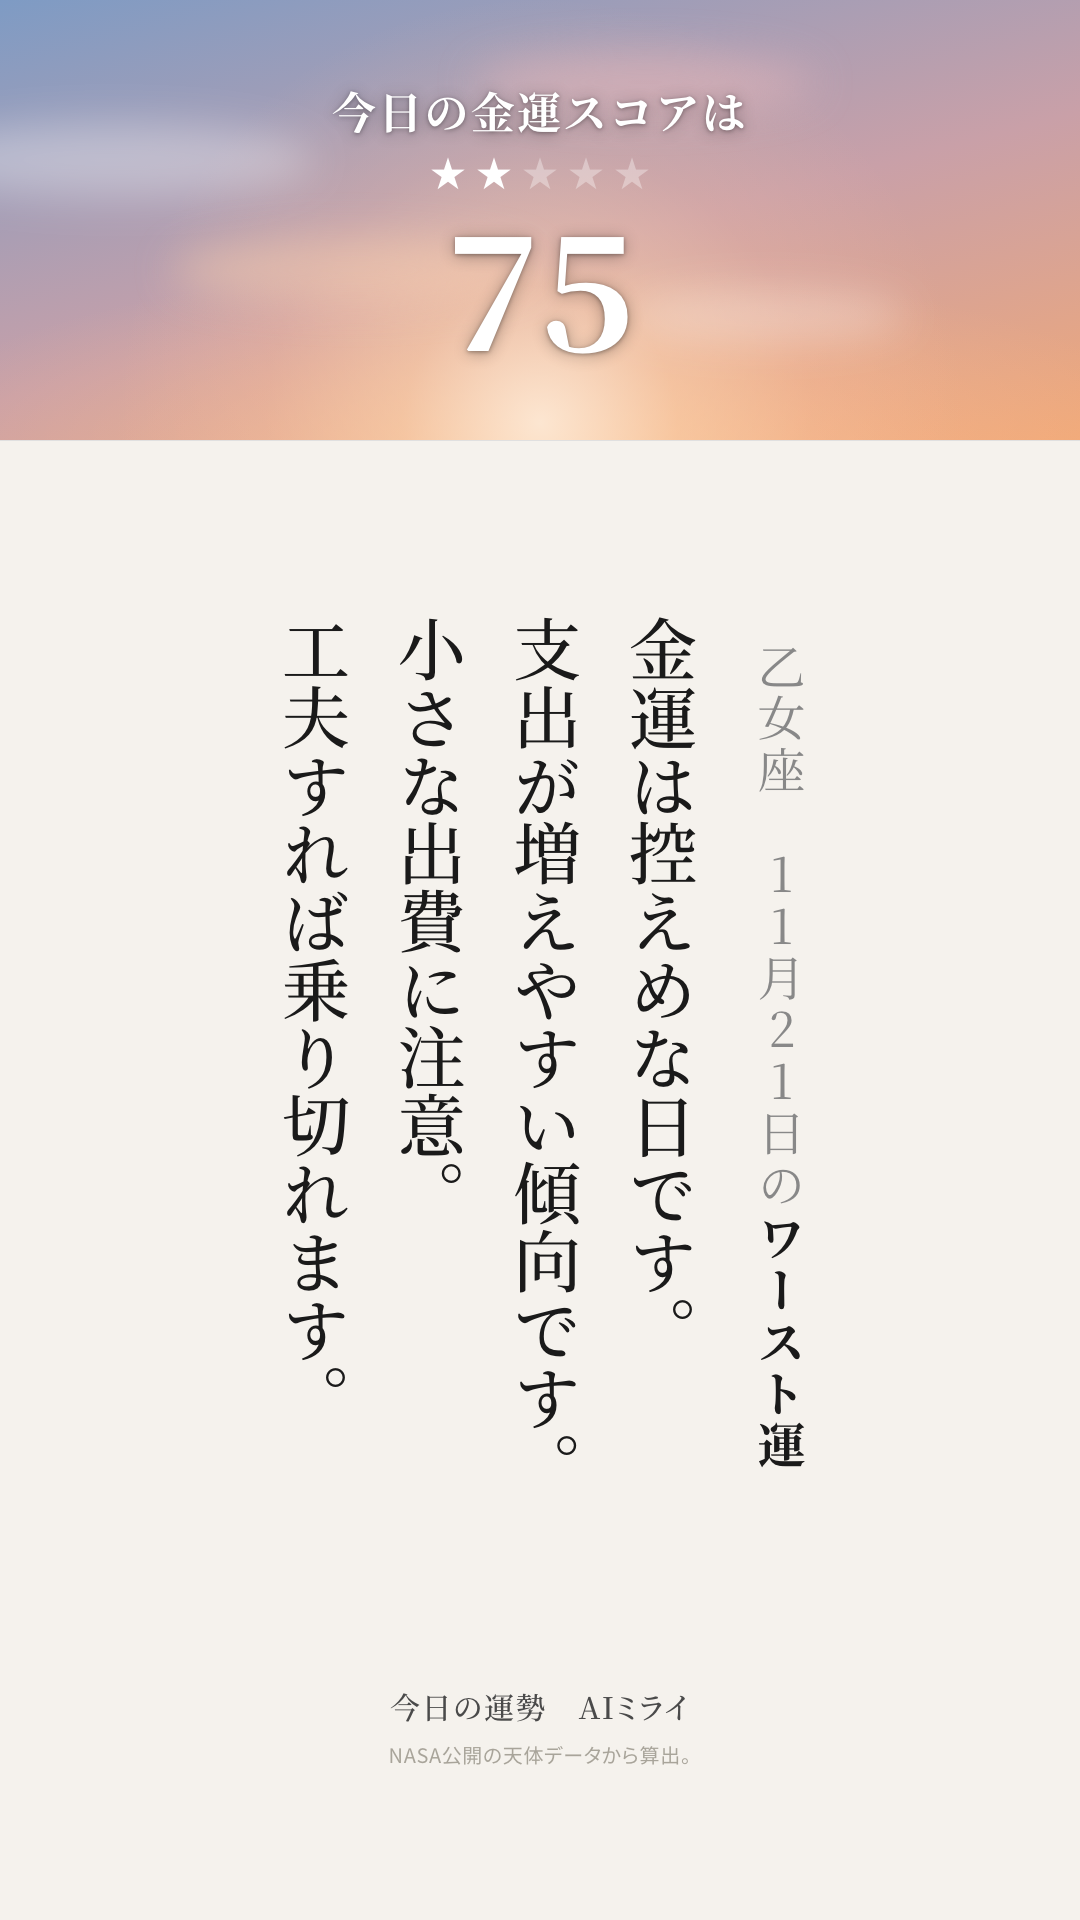 今日の金運スコアは
★★★★★
75
乙女座　11月21日のワースト運
金運は控えめな日です。
支出が増えやすい傾向です。
小さな出費に注意。
工夫すれば乗り切れます。
今日の運勢　AIミライ
NASA公開の天体データから算出。